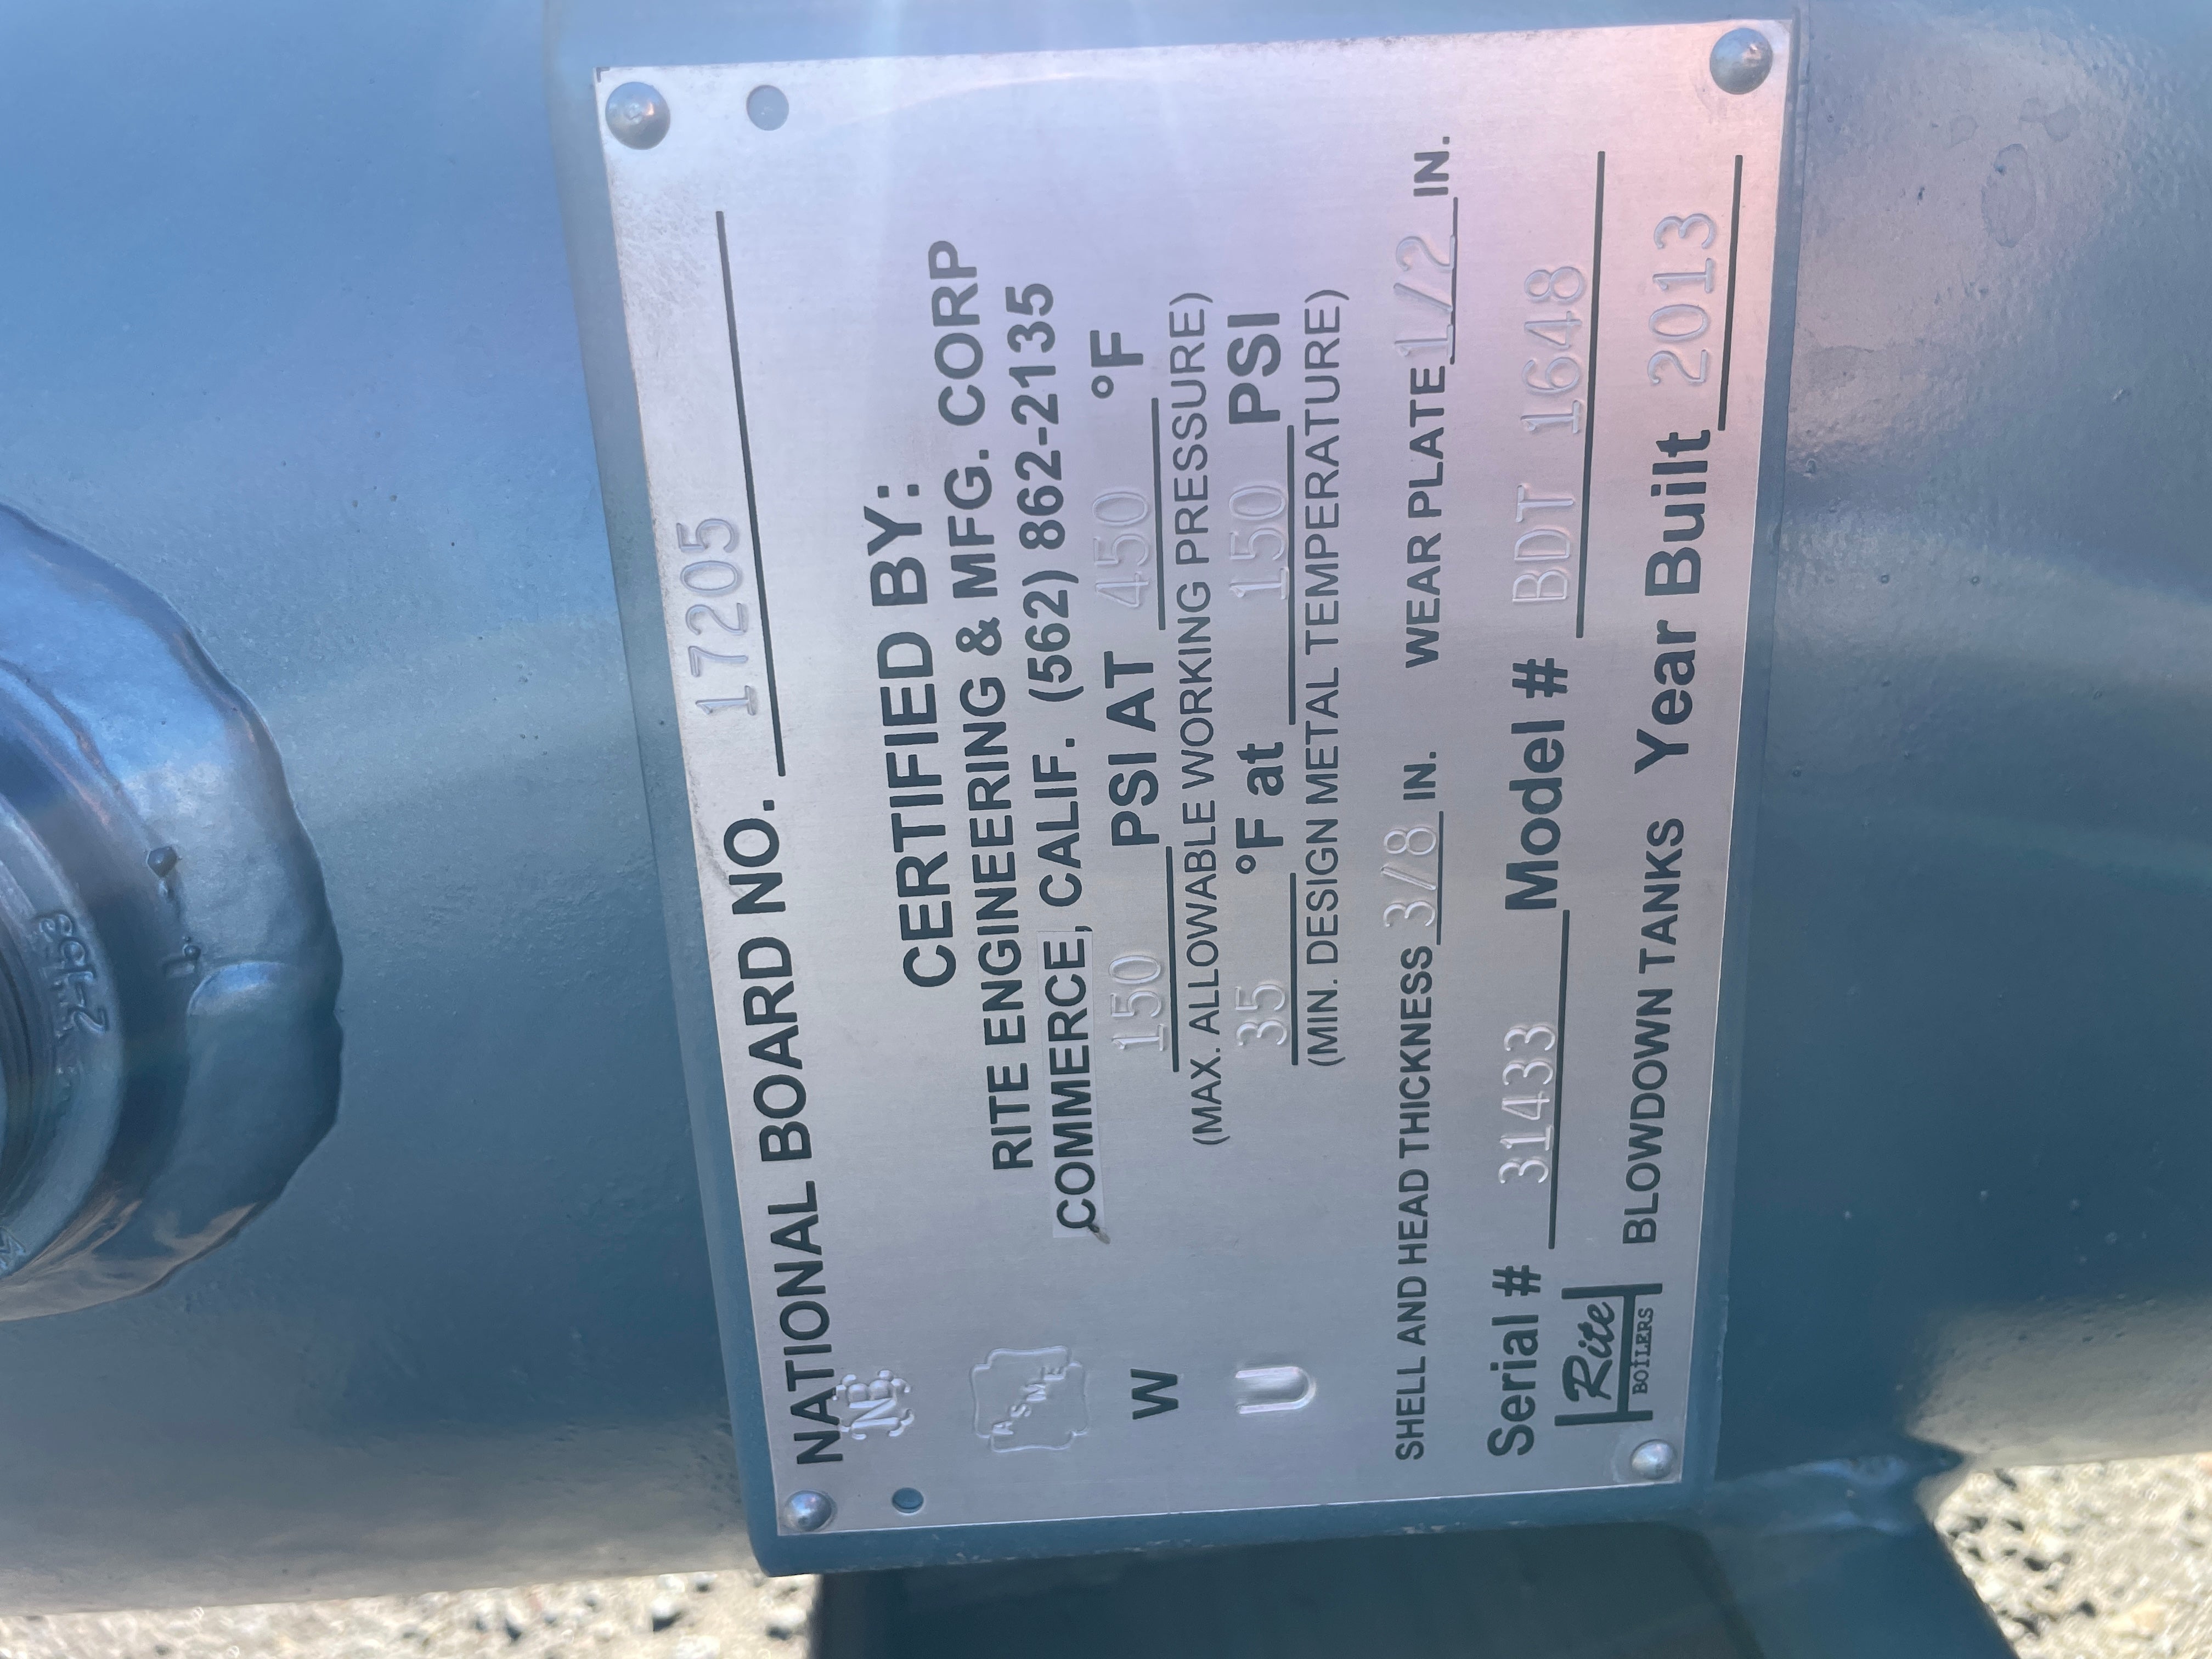 NATIONAL BOARD NO. 17205
NB
CERTIFIED BY:
RITE ENGINEERING & MFG. CORP
COMMERCE, CALIF. (562) 862-2135
ASME
150 PSI AT 450 °F
(MAX. ALLOWABLE WORKING PRESSURE)
W
35 °F at 150 PSI
(MIN. DESIGN METAL TEMPERATURE)
U
SHELL AND HEAD THICKNESS 3/8 IN. WEAR PLATE 1/2 IN.
Serial # 31433 Model # BDT 1648
Rite
BOILERS
BLOWDOWN TANKS Year Built 2013